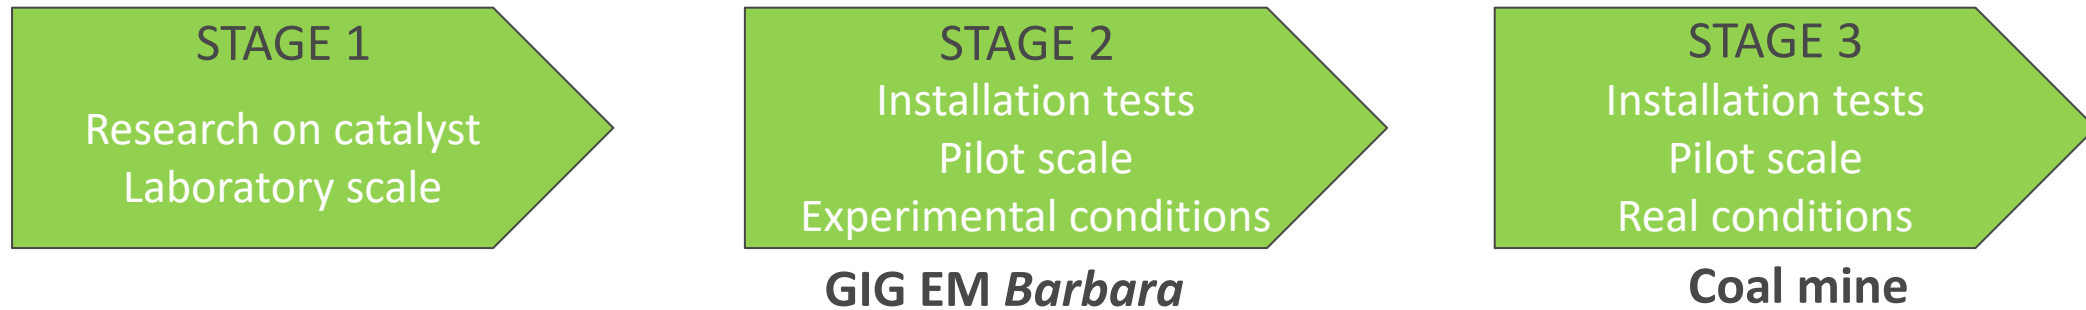 STAGE 1
Research on catalyst
Laboratory scale
STAGE 2
Installation tests
Pilot scale
Experimental conditions
GIG EM Barbara
STAGE 3
Installation tests
Pilot scale
Real conditions
Coal mine